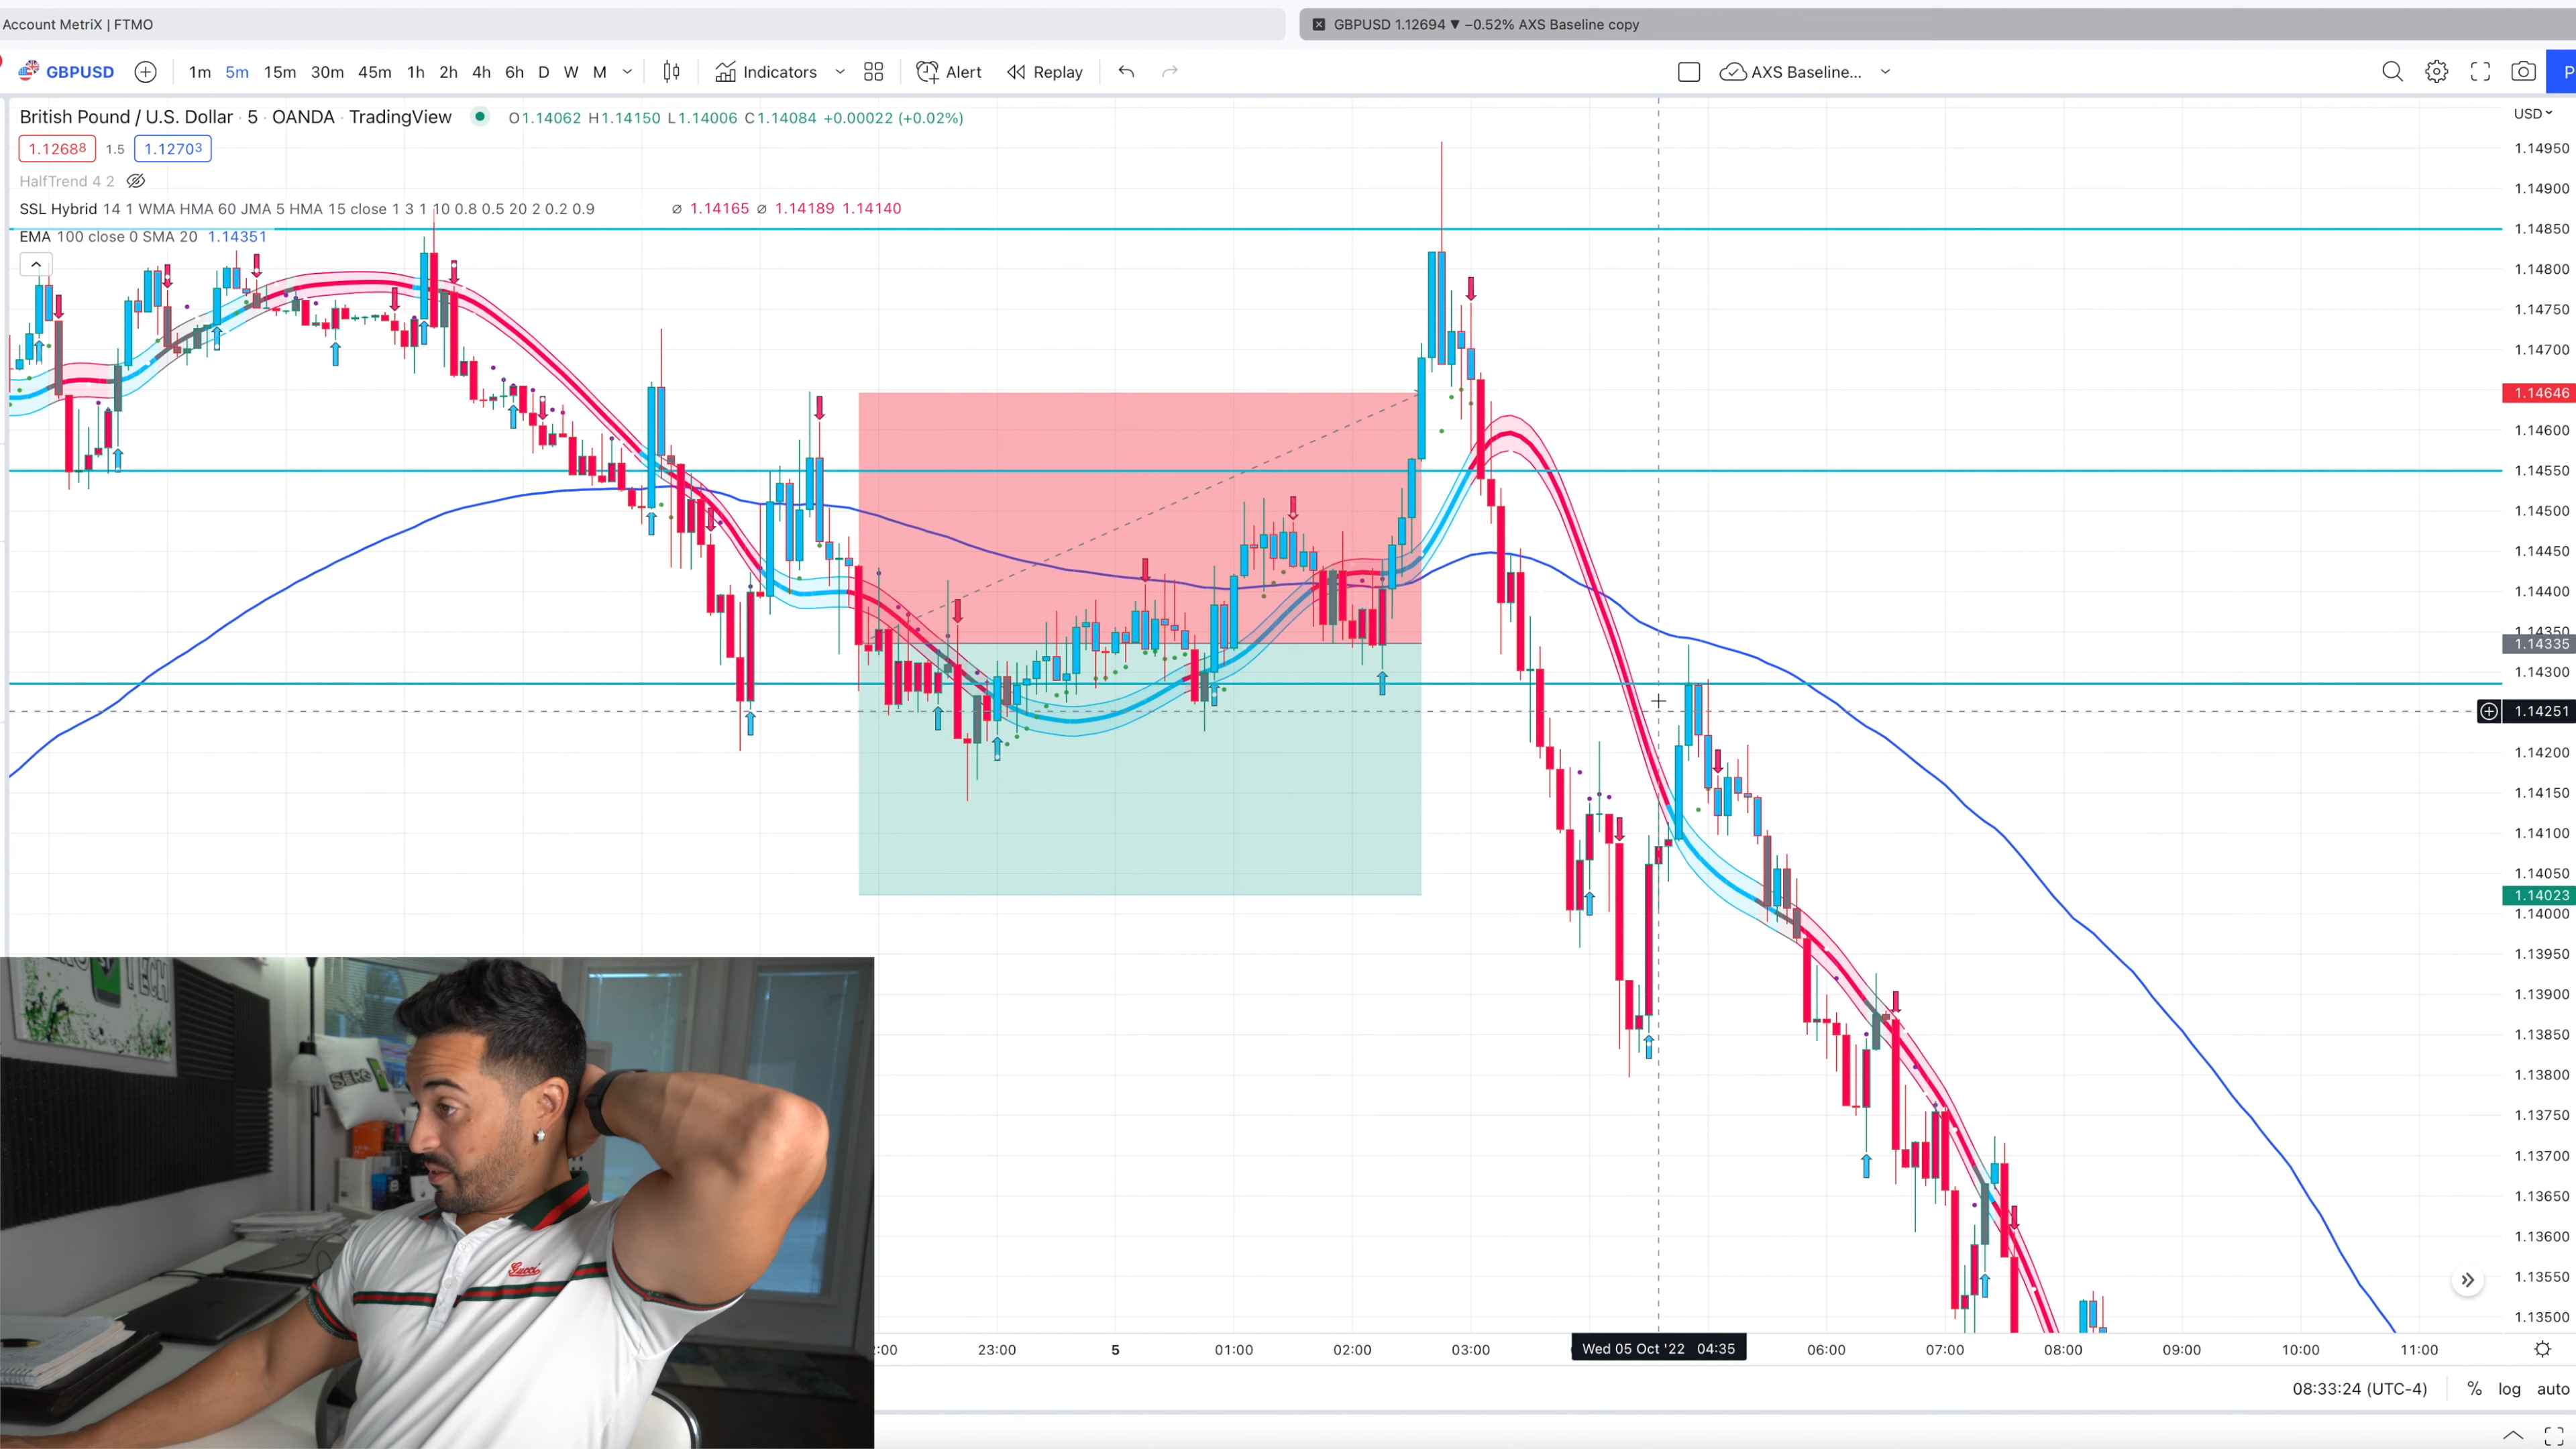 Account MetriX | FTMO
GBPUSD 1.12694 ▼ −0.52% AXS Baseline copy
GBPUSD 1m 5m 15m 30m 45m 1h 2h 4h 6h D W M Indicators Alert Replay AXS Baseline...
British Pound / U.S. Dollar · 5 · OANDA · TradingView O1.14062 H1.14150 L1.14006 C1.14084 +0.00022 (+0.02%)
USD
1.12688 1.5 1.12703
HalfTrend 4 2
SSL Hybrid 14 1 WMA HMA 60 JMA 5 HMA 15 close 1 3 1 10 0.8 0.5 20 2 0.2 0.9 ∅ 1.14165 ∅ 1.14189 1.14140
EMA 100 close 0 SMA 20 1.14351
1.14950
1.14900
1.14850
1.14800
1.14750
1.14700
1.14646
1.14600
1.14550
1.14500
1.14450
1.14400
1.14350
1.14335
1.14300
1.14251
1.14200
1.14150
1.14100
1.14050
1.14023
1.14000
1.13950
1.13900
1.13850
1.13800
1.13750
1.13700
1.13650
1.13600
1.13550
1.13500
TECH
SERG
Gucci
:00 23:00 5 01:00 02:00 03:00 Wed 05 Oct '22 04:35 06:00 07:00 08:00 09:00 10:00 11:00
08:33:24 (UTC-4) % log auto